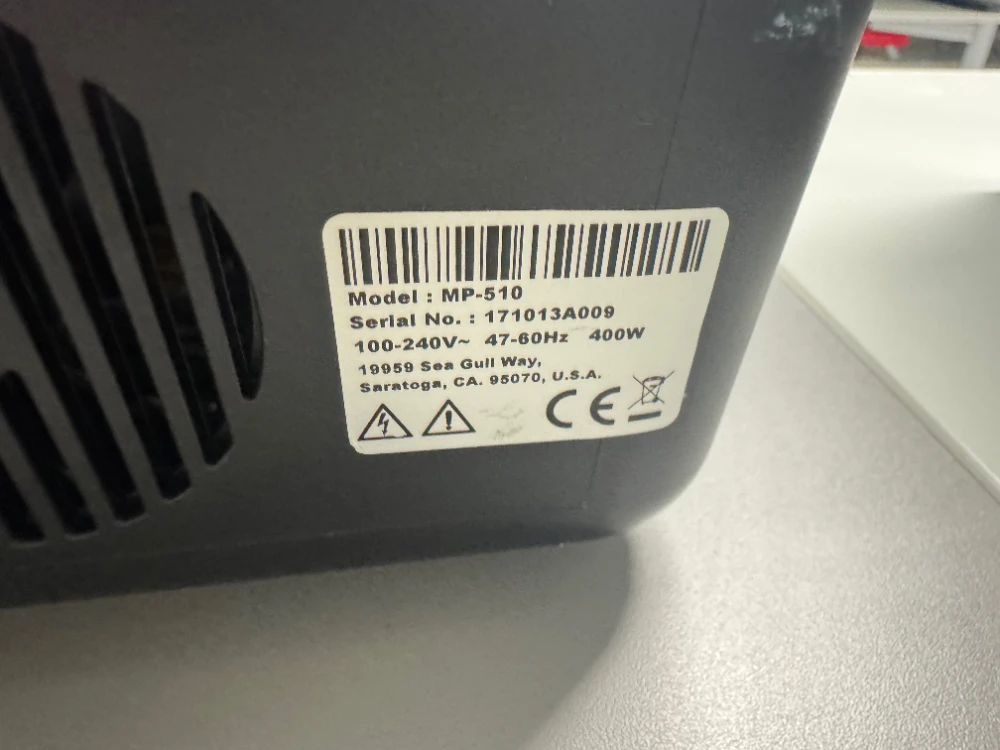 Model : MP-510
Serial No. : 171013A009
100-240V~ 47-60Hz 400W
19959 Sea Gull Way,
Saratoga, CA. 95070, U.S.A.
CE